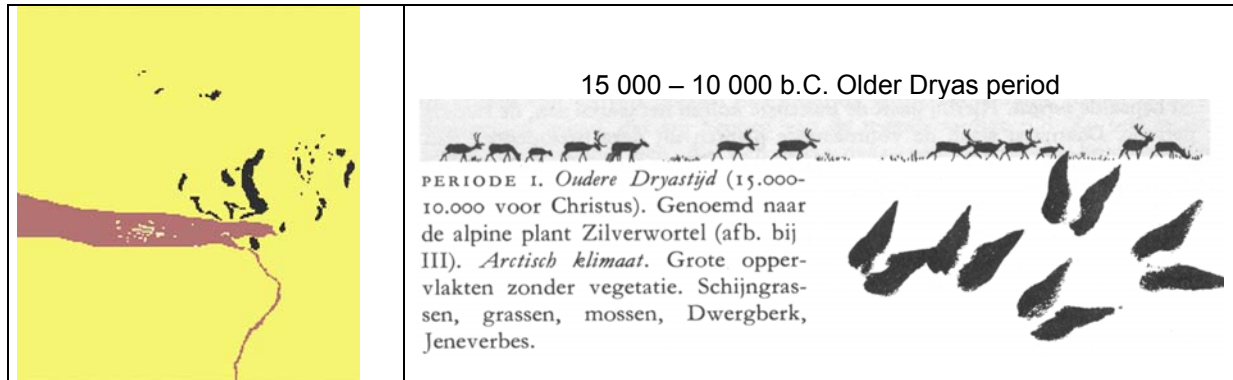 15 000 – 10 000 b.C. Older Dryas period
PERIODE I. Oudere Dryastijd (15.000-
10.000 voor Christus). Genoemd naar
de alpine plant Zilverwortel (afb. bij
III). Arctisch klimaat. Grote opper-
vlakten zonder vegetatie. Schijngras-
sen, grassen, mossen, Dwergberk,
Jeneverbes.